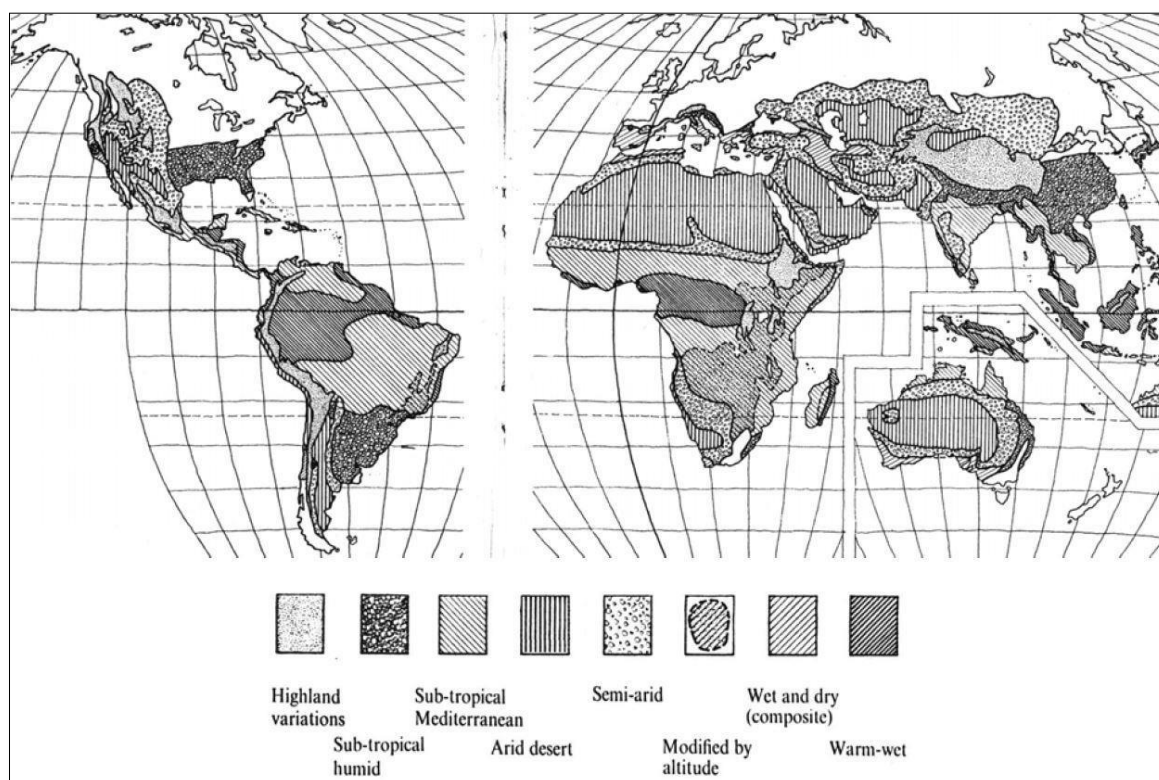 Highland
variations
Sub-tropical
humid
Sub-tropical
Mediterranean
Arid desert
Semi-arid
Modified by
altitude
Wet and dry
(composite)
Warm-wet